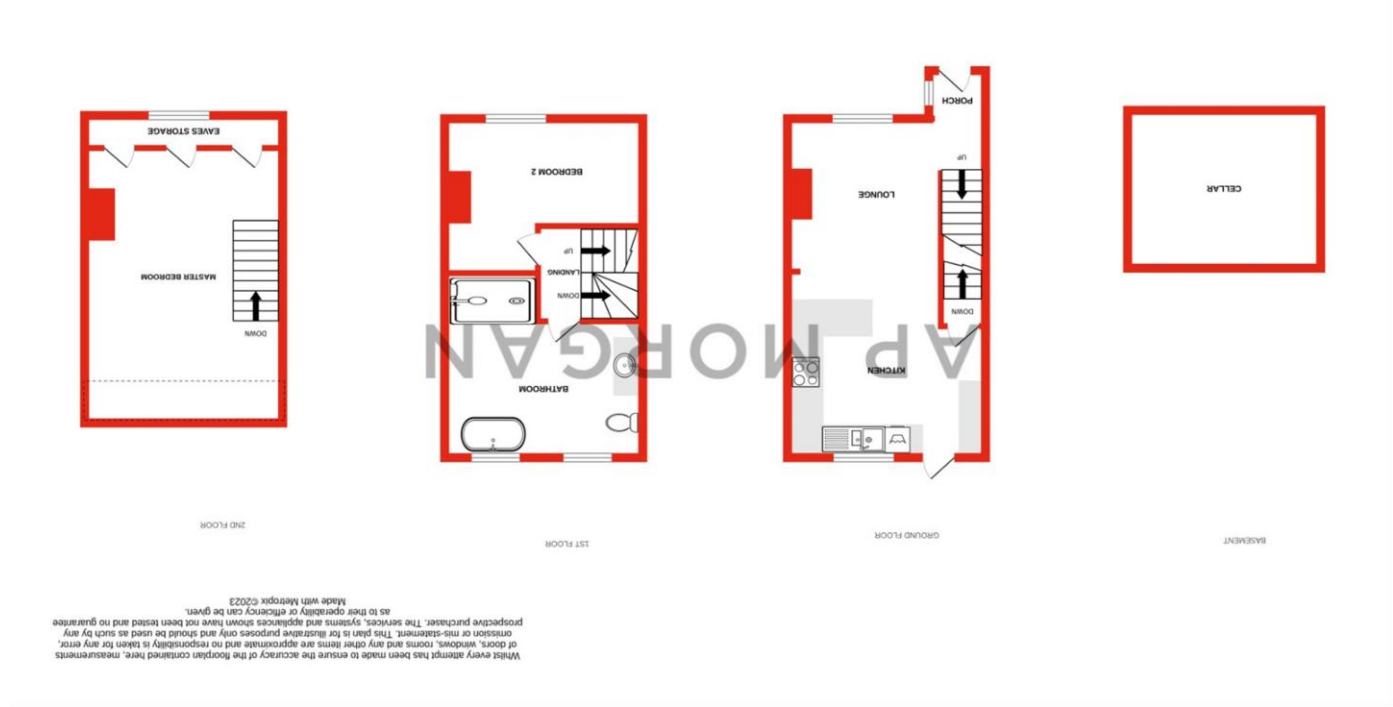 Whilst every attempt has been made to ensure the accuracy of the floorplan contained here, measurements
of doors, windows, rooms and any other items are approximate and no responsibility is taken for any error,
omission or mis-statement. This plan is for illustrative purposes only and should be used as such by any
prospective purchaser. The services, systems and appliances shown have not been tested and no guarantee
as to their operability or efficiency can be given.
Made with Metropix ©2023
BASEMENT
CELLAR
GROUND FLOOR
KITCHEN
DOWN
LOUNGE
UP
PORCH
1ST FLOOR
BATHROOM
DOWN
LANDING
UP
BEDROOM 2
2ND FLOOR
DOWN
MASTER BEDROOM
EAVES STORAGE
AP MORGAN